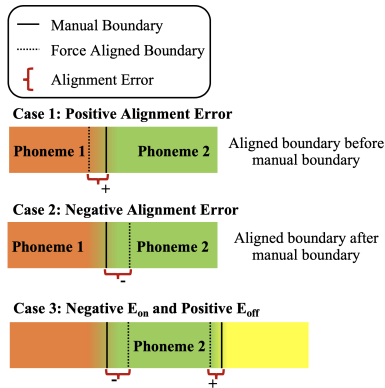 Manual Boundary
Force Aligned Boundary
Alignment Error
Case 1: Positive Alignment Error
Phoneme 1 Phoneme 2
Aligned boundary before
manual boundary
+
Case 2: Negative Alignment Error
Phoneme 1 Phoneme 2
Aligned boundary after
manual boundary
-
Case 3: Negative Eon and Positive Eoff
Phoneme 2
- +